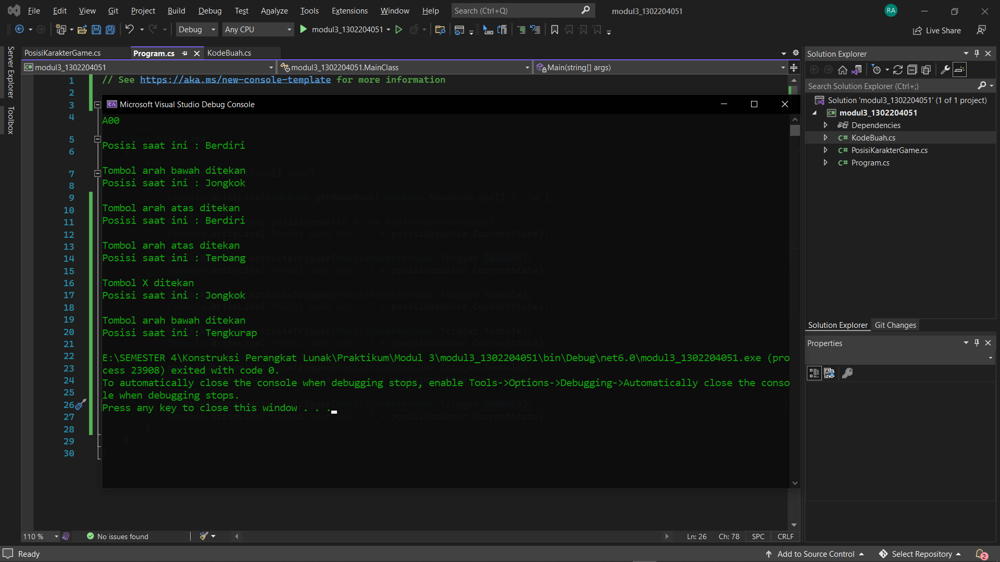 File Edit View Git Project Build Debug Test Analyze Tools Extensions Window Help Search (Ctrl+Q) modul3_1302204051 RA
Debug Any CPU modul3_1302204051 Live Share
Server Explorer
Toolbox
PosisiKarakterGame.cs Program.cs KodeBuah.cs
C# modul3_1302204051 modul3_1302204051.MainClass Main(string[] args)
1 // See https://aka.ms/new-console-template for more information
2
3
4
5
6
7
8
9
10
11
12
13
14
15
16
17
18
19
20
21
22
23
24
25
26
27
28
29
30
Microsoft Visual Studio Debug Console
A00
Posisi saat ini : Berdiri
Tombol arah bawah ditekan
Posisi saat ini : Jongkok
Tombol arah atas ditekan
Posisi saat ini : Berdiri
Tombol arah atas ditekan
Posisi saat ini : Terbang
Tombol X ditekan
Posisi saat ini : Jongkok
Tombol arah bawah ditekan
Posisi saat ini : Tengkurap
E:\SEMESTER 4\Konstruksi Perangkat Lunak\Praktikum\Modul 3\modul3_1302204051\bin\Debug\net6.0\modul3_1302204051.exe (pro
cess 23908) exited with code 0.
To automatically close the console when debugging stops, enable Tools->Options->Debugging->Automatically close the conso
le when debugging stops.
Press any key to close this window . . .
Solution Explorer
Search Solution Explorer (Ctrl+;)
Solution 'modul3_1302204051' (1 of 1 project)
C# modul3_1302204051
Dependencies
C# KodeBuah.cs
C# PosisiKarakterGame.cs
C# Program.cs
Solution Explorer Git Changes
Properties
110 % No issues found Ln: 26 Ch: 78 SPC CRLF
Ready Add to Source Control Select Repository 2